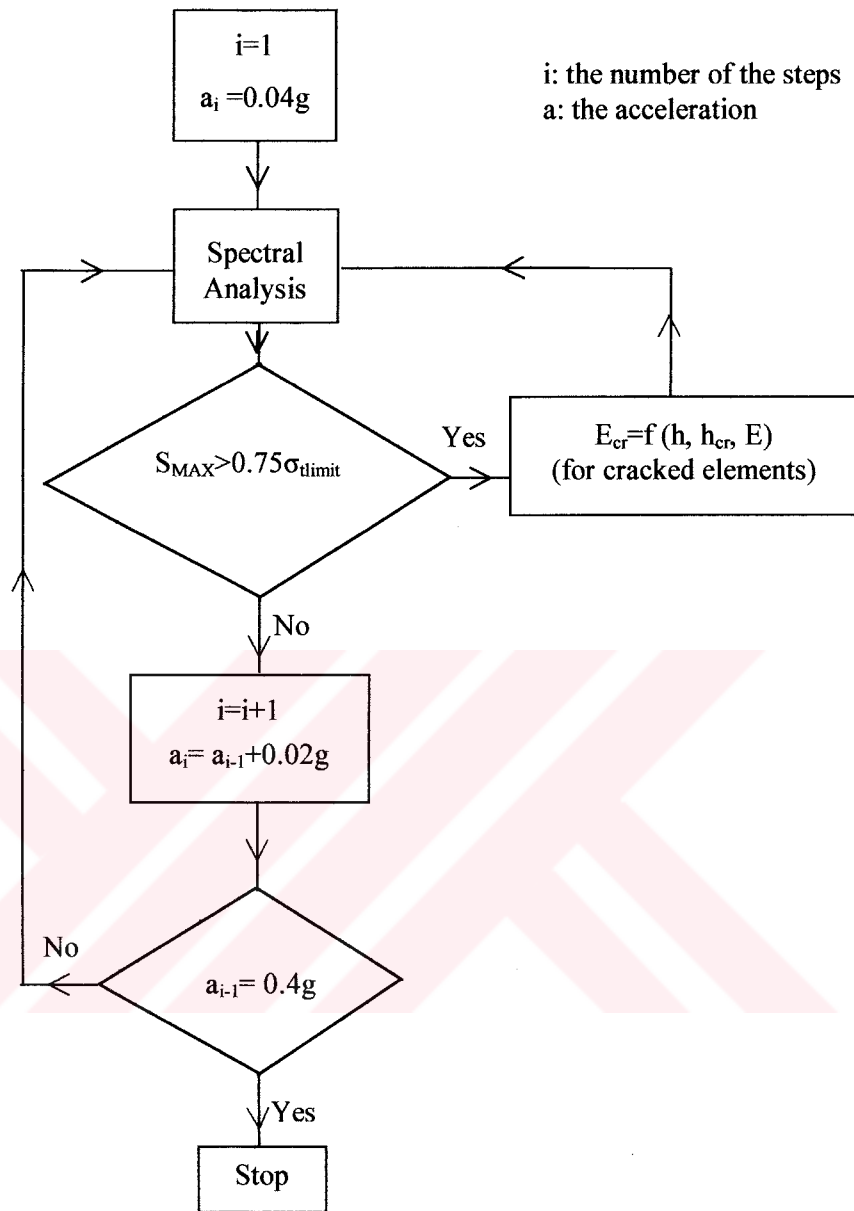 i=1
aᵢ =0.04g
i: the number of the steps
a: the acceleration
Spectral
Analysis
S_MAX>0.75σ_tlimit
Yes
E_cr=f (h, h_cr, E)
(for cracked elements)
No
i=i+1
a_i= a_i-1+0.02g
No
a_i-1= 0.4g
Yes
Stop